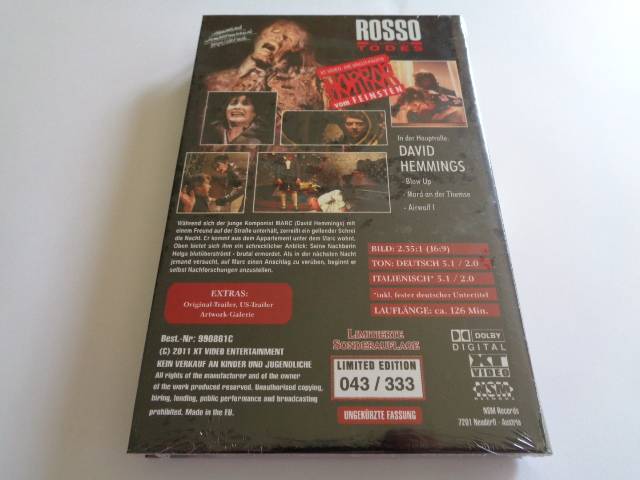 ROSSO
TODES
XT VIDEO
HORROR
VOM FEINSTEN
In der Hauptrolle:
DAVID
HEMMINGS
- Blow Up
- Mord an der Themse
- Airwolf I
Während sich der junge Komponist MARC (David Hemmings) mit
einem Freund auf der Straße unterhält, zerreißt ein gellender Schrei
die Nacht. Er kommt aus dem Appartement unter dem Marc wohnt.
Oben bietet sich ihm ein schrecklicher Anblick: Seine Nachbarin
Helga blutüberströmt - brutal ermordet. Als in der nächsten Nacht
jemand versucht, auf Marc einen Anschlag zu verüben, beginnt er
selbst Nachforschungen anzustellen.
BILD: 2.35:1 (16:9)
TON: DEUTSCH 5.1 / 2.0
ITALIENISCH* 5.1 / 2.0
*inkl. fester deutscher Untertitel
LAUFLÄNGE: ca. 126 Min.
EXTRAS:
Original-Trailer, US-Trailer
Artwork-Galerie
Best.-Nr: 990861C
(C) 2011 XT VIDEO ENTERTAINMENT
KEIN VERKAUF AN KINDER UND JUGENDLICHE
All rights of the manufacturer and of the owner
of the work produced reserved. Unauthorised copying,
hiring, lending, public performance and broadcasting
prohibited. Made in the EU.
LIMITIERTE
SONDERAUFLAGE
LIMITED EDITION
043 / 333
UNGEKÜRZTE FASSUNG
DOLBY
DIGITAL
XT
VIDEO
NSM
RECORDS
NSM Records
7201 Neudörfl - Austria